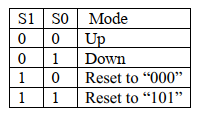 S1 S0 Mode
0 0 Up
0 1 Down
1 0 Reset to “000”
1 1 Reset to “101”